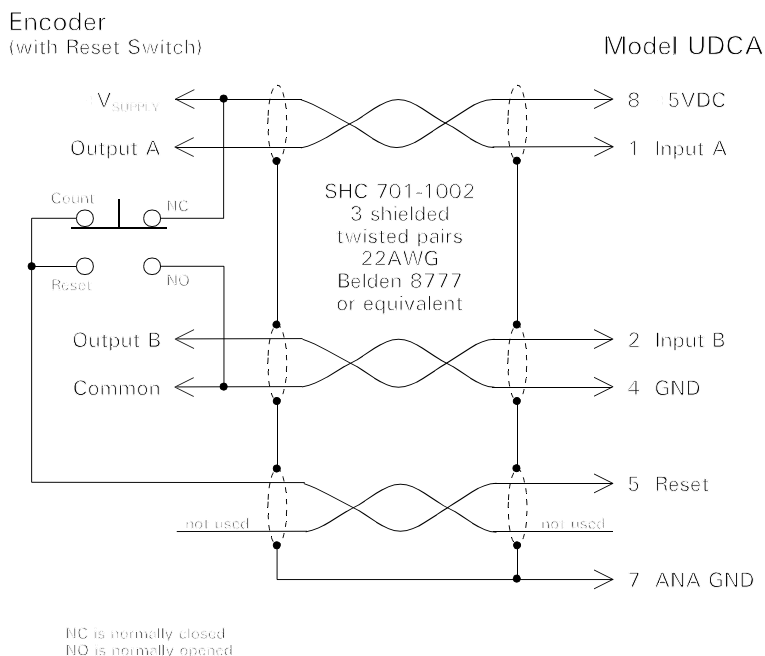 Encoder
(with Reset Switch)
Model UDCA
V SUPPLY
8 5VDC
Output A
1 Input A
Count
NC
SHC 701-1002
3 shielded
twisted pairs
22AWG
Belden 8777
or equivalent
Reset
NO
Output B
2 Input B
Common
4 GND
5 Reset
not used
not used
7 ANA GND
NC is normally closed
NO is normally opened